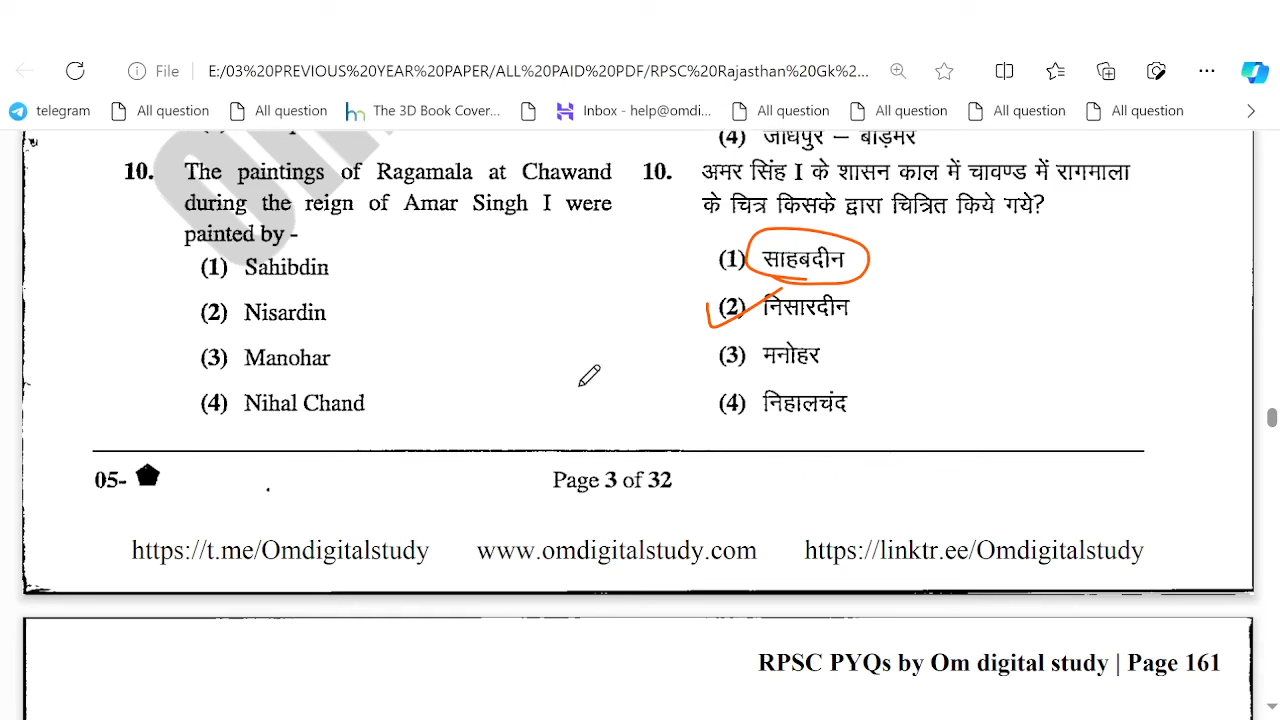 File
E:/03%20PREVIOUS%20YEAR%20PAPER/ALL%20PAID%20PDF/RPSC%20Rajasthan%20Gk%2...
telegram All question All question The 3D Book Cover... Inbox - help@omdi... All question All question All question All question
(4) जोधपुर – बाड़मेर
10. The paintings of Ragamala at Chawand
during the reign of Amar Singh I were
painted by -
(1) Sahibdin
(2) Nisardin
(3) Manohar
(4) Nihal Chand
10. अमर सिंह I के शासन काल में चावण्ड में रागमाला
के चित्र किसके द्वारा चित्रित किये गये?
(1) साहबदीन
(2) निसारदीन
(3) मनोहर
(4) निहालचंद
05-
Page 3 of 32
https://t.me/Omdigitalstudy www.omdigitalstudy.com https://linktr.ee/Omdigitalstudy
RPSC PYQs by Om digital study | Page 161